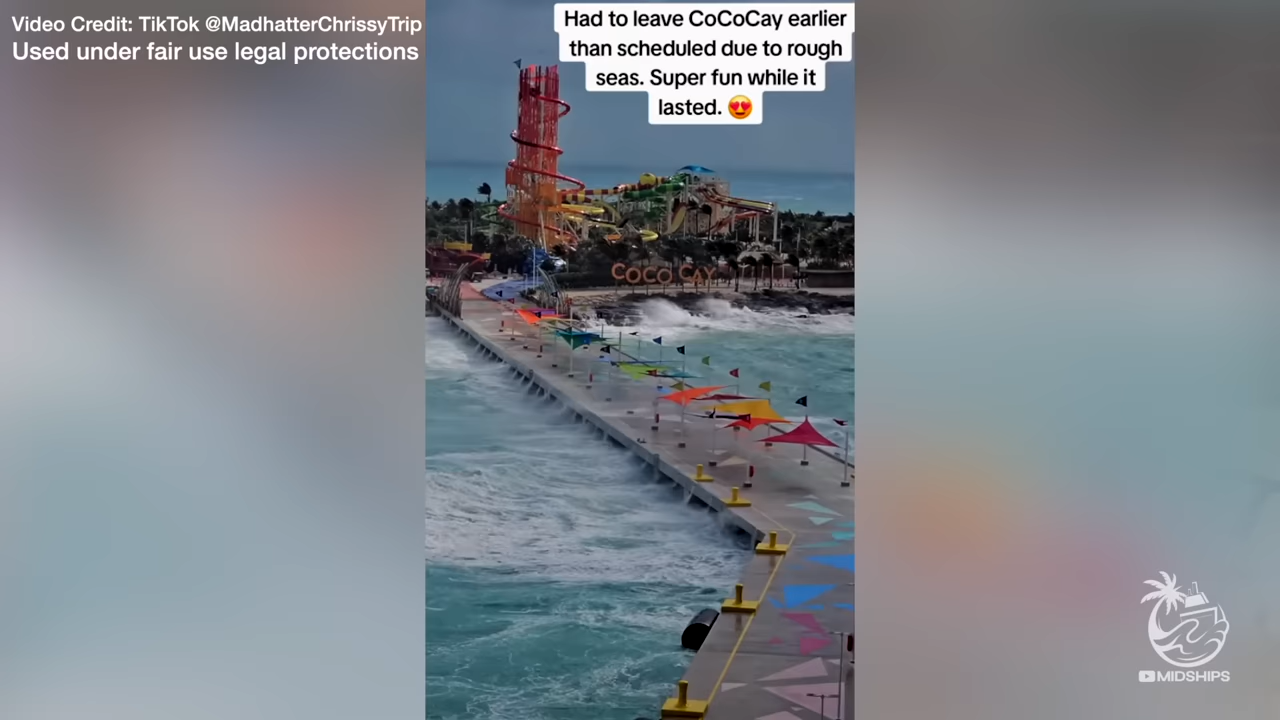 Video Credit: TikTok @MadhatterChrissyTrip
Used under fair use legal protections
Had to leave CoCoCay earlier
than scheduled due to rough
seas. Super fun while it
lasted. 😍
COCO CAY
MIDSHIPS